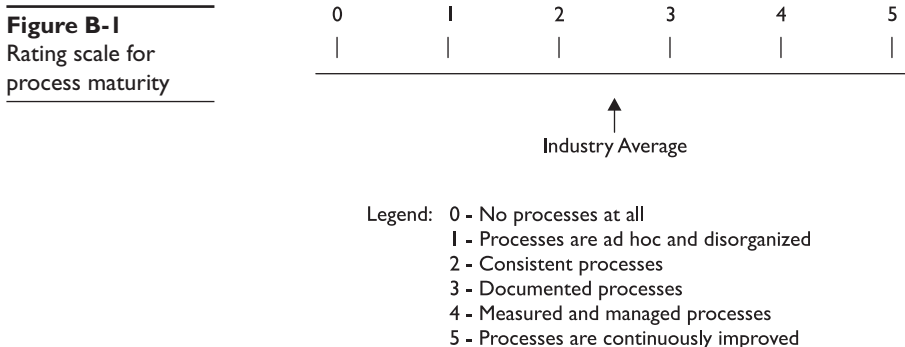 Figure B-1
Rating scale for
process maturity
0 1 2 3 4 5
Industry Average
Legend: 0 - No processes at all
1 - Processes are ad hoc and disorganized
2 - Consistent processes
3 - Documented processes
4 - Measured and managed processes
5 - Processes are continuously improved